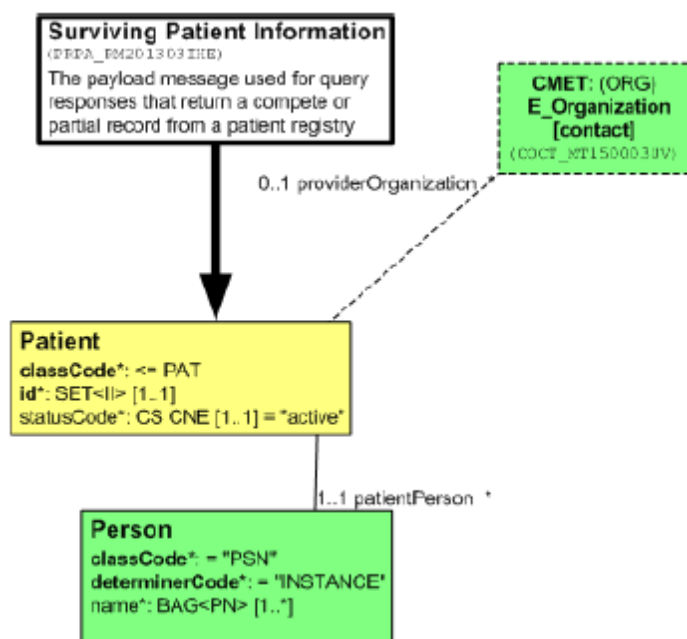 Surviving Patient Information
(PRPA_RM201303IHE)
The payload message used for query
responses that return a compete or
partial record from a patient registry
CMET: (ORG)
E_Organization
[contact]
(COCT_MT150003UV)
0..1 providerOrganization *
Patient
classCode*: <= PAT
id*: SET<II> [1..1]
statusCode*: CS CNE [1..1] = "active"
1..1 patientPerson *
Person
classCode*: = "PSN"
determinerCode*: = "INSTANCE"
name*: BAG<PN> [1..*]